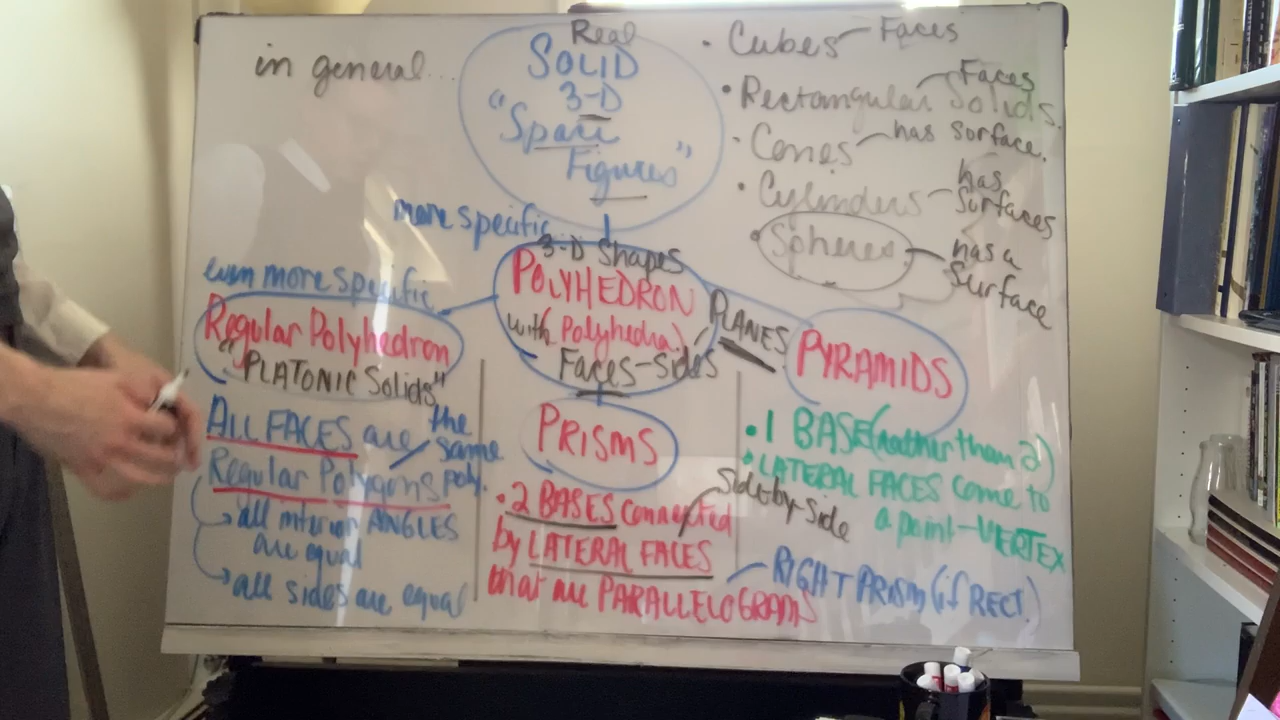 in general...
Real
SOLID
3-D
"Space
Figures"
• Cubes - Faces
• Rectangular Solids. - Faces
• Cones - has surface.
• Cylinders - has surfaces
• Spheres - has a surface
more specific
3-D Shapes
POLYHEDRON
with (Polyhedra)
Faces-sides
PLANES
even more specific
Regular Polyhedron
"PLATONIC Solids"
ALL FACES are the same
Regular Polygons poly.
all interior ANGLES
are equal
all sides are equal
PRISMS
• 2 BASES connected
by LATERAL FACES
that are PARALLELOGRAMS
side-by-side
RIGHT PRISM (if RECT.)
PYRAMIDS
• 1 BASE (rather than 2)
• LATERAL FACES come to
a point-VERTEX